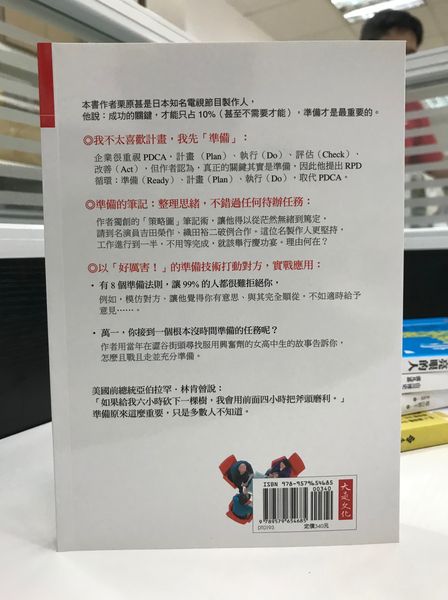 本書作者栗原甚是日本知名電視節目製作人，
他說：成功的關鍵，才能只占10%（甚至不需要才能），準備才是最重要的。
◎我不太喜歡計畫，我先「準備」：
企業很重視PDCA，計畫（Plan）、執行（Do）、評估（Check）、
改善（Act），但作者認為，真正的關鍵其實是準備，因此他提出RPD
循環：準備（Ready）、計畫（Plan）、執行（Do），取代PDCA。
◎準備的筆記：整理思緒，不錯過任何待辦任務：
作者獨創的「策略圖」筆記術，讓他得以從茫然無緒到篤定，
請到名演員吉田榮作、織田裕二破例合作。這位名製作人更堅持，
工作進行到一半，不用等完成，就該舉行慶功宴。理由何在？
◎以「好厲害！」的準備技術打動對方，實戰應用：
・有8個準備法則，讓99%的人都很難拒絕你，
例如，模仿對方、讓他覺得你有意思、與其完全順從，不如適時給予
意見……。
・萬一，你接到一個根本沒時間準備的任務呢？
作者用當年在澀谷街頭尋找服用興奮劑的女高中生的故事告訴你，
怎麼且戰且走並充分準備。
美國前總統亞伯拉罕・林肯曾說：
「如果給我六小時砍下一棵樹，我會用前面四小時把斧頭磨利。」
準備原來這麼重要，只是多數人不知道。
ISBN 978-957-9654-68-5
00340
9 789579 654685
DT0193
定價340元
大是文化